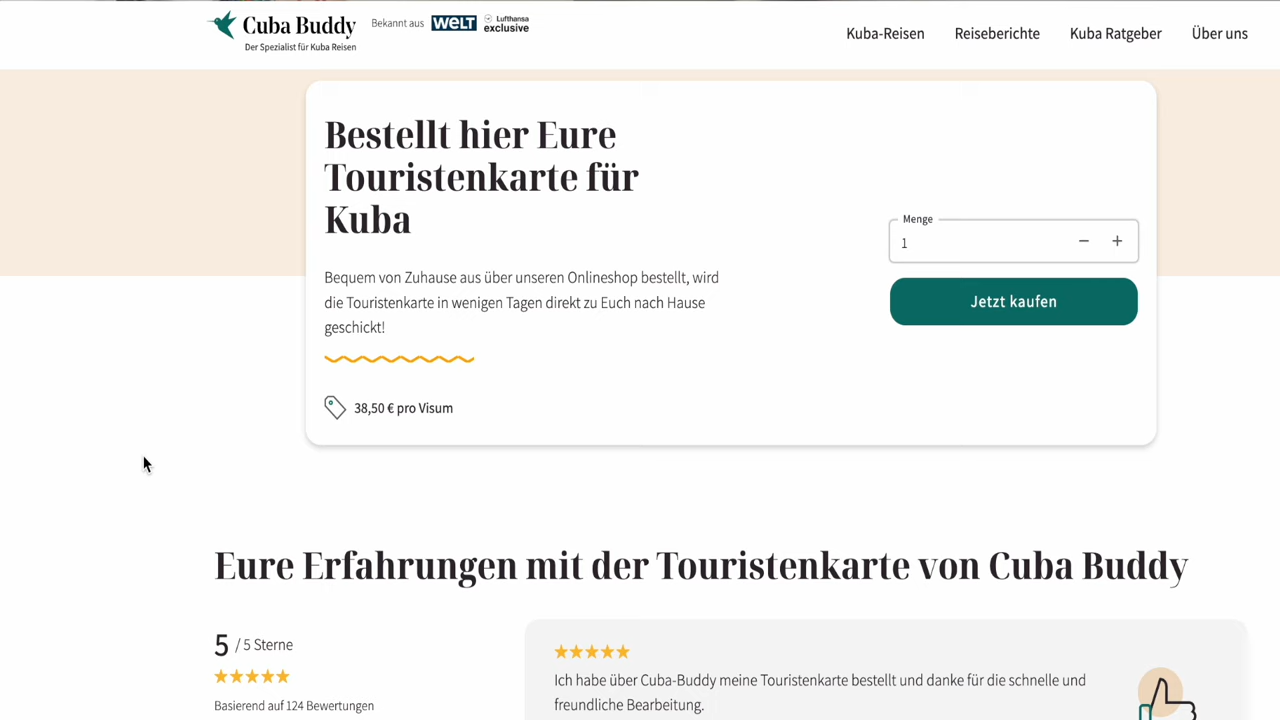 Cuba Buddy
Der Spezialist für Kuba Reisen
Bekannt aus WELT Lufthansa exclusive
Kuba-Reisen Reiseberichte Kuba Ratgeber Über uns
Bestellt hier Eure
Touristenkarte für
Kuba
Bequem von Zuhause aus über unseren Onlineshop bestellt, wird
die Touristenkarte in wenigen Tagen direkt zu Euch nach Hause
geschickt!
38,50 € pro Visum
Menge
1 − +
Jetzt kaufen
Eure Erfahrungen mit der Touristenkarte von Cuba Buddy
5 / 5 Sterne
Basierend auf 124 Bewertungen
Ich habe über Cuba-Buddy meine Touristenkarte bestellt und danke für die schnelle und
freundliche Bearbeitung.